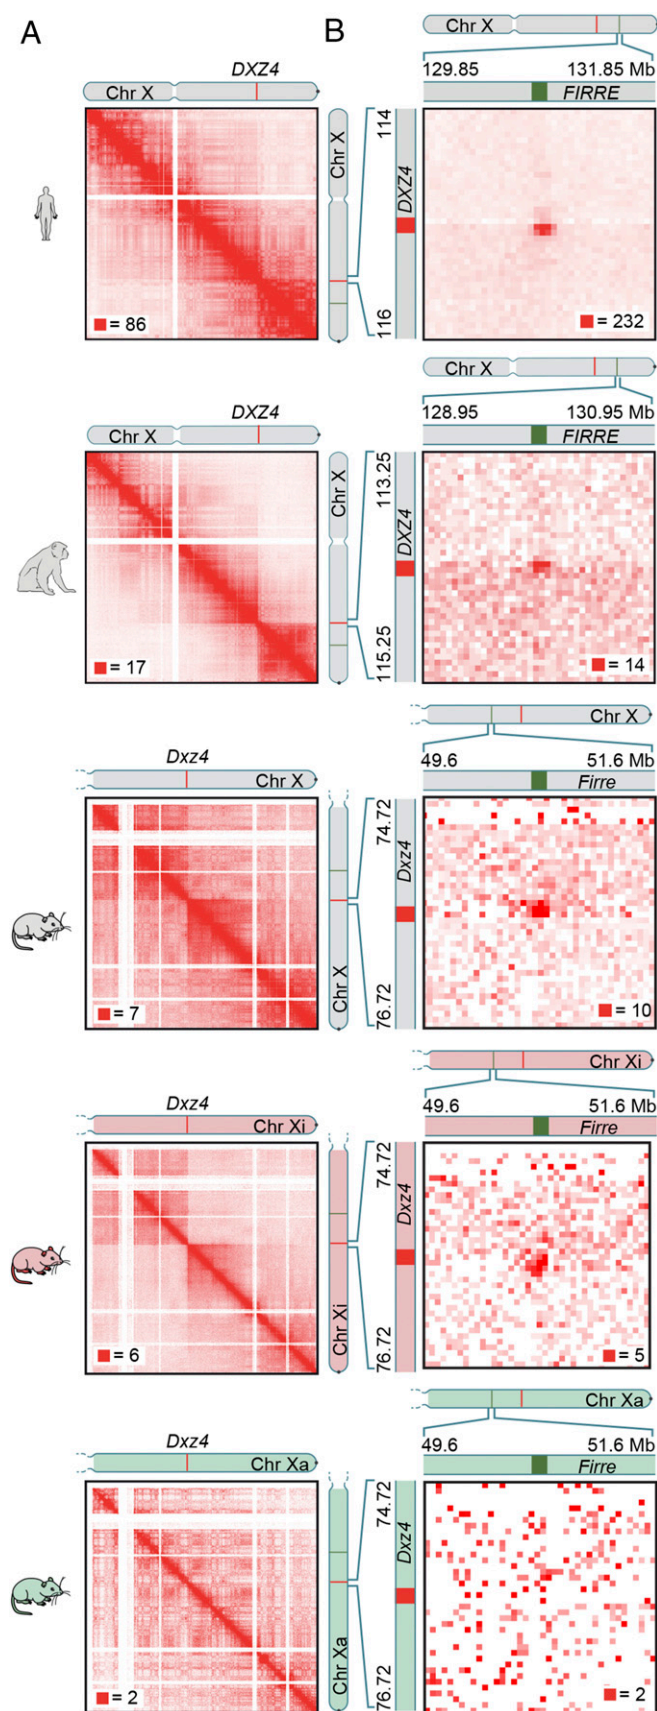 A
B
Chr X
129.85 131.85 Mb
DXZ4
Chr X
FIRRE
Chr X
114
DXZ4
116
= 86
= 232
Chr X
128.95 130.95 Mb
DXZ4
Chr X
FIRRE
Chr X
113.25
DXZ4
115.25
= 17
= 14
Chr X
49.6 51.6 Mb
Dxz4
Chr X
Firre
74.72
Dxz4
Chr X
76.72
= 7
= 10
Chr Xi
49.6 51.6 Mb
Dxz4
Chr Xi
Firre
74.72
Dxz4
Chr Xi
76.72
= 6
= 5
Chr Xa
49.6 51.6 Mb
Dxz4
Chr Xa
Firre
74.72
Dxz4
Chr Xa
76.72
= 2
= 2